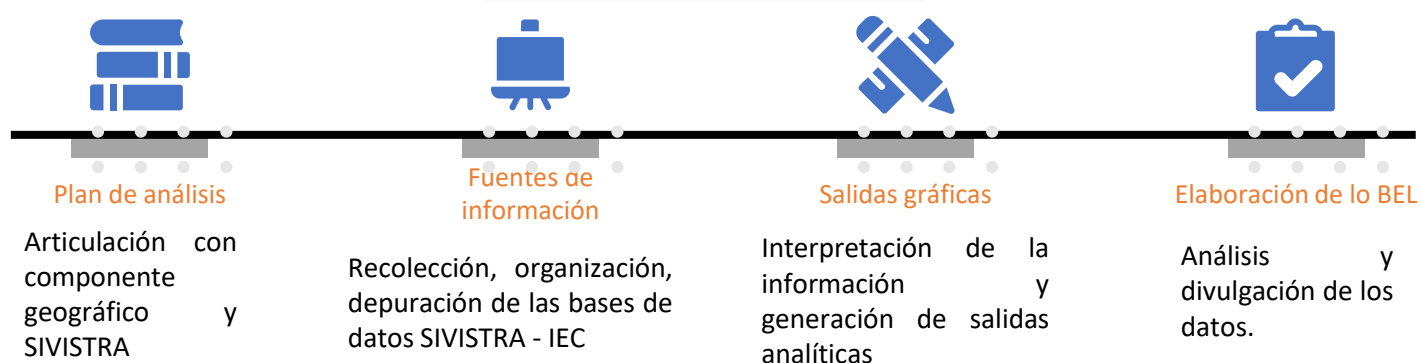 Plan de análisis
Articulación con
componente
geográfico y
SIVISTRA
Fuentes de
información
Recolección, organización,
depuración de las bases de
datos SIVISTRA - IEC
Salidas gráficas
Interpretación de la
información y
generación de salidas
analíticas
Elaboración de lo BEL
Análisis y
divulgación de los
datos.